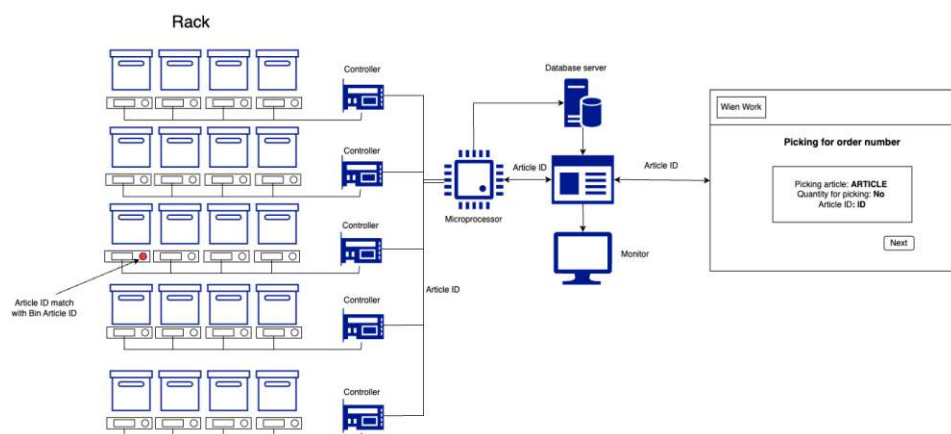 Rack
Controller
Controller
Controller
Controller
Controller
Article ID match
with Bin Article ID
Article ID
Microprocessor
Article ID
Database server
Monitor
Article ID
Wien Work
Picking for order number
Picking article: ARTICLE
Quantity for picking: No
Article ID: ID
Next